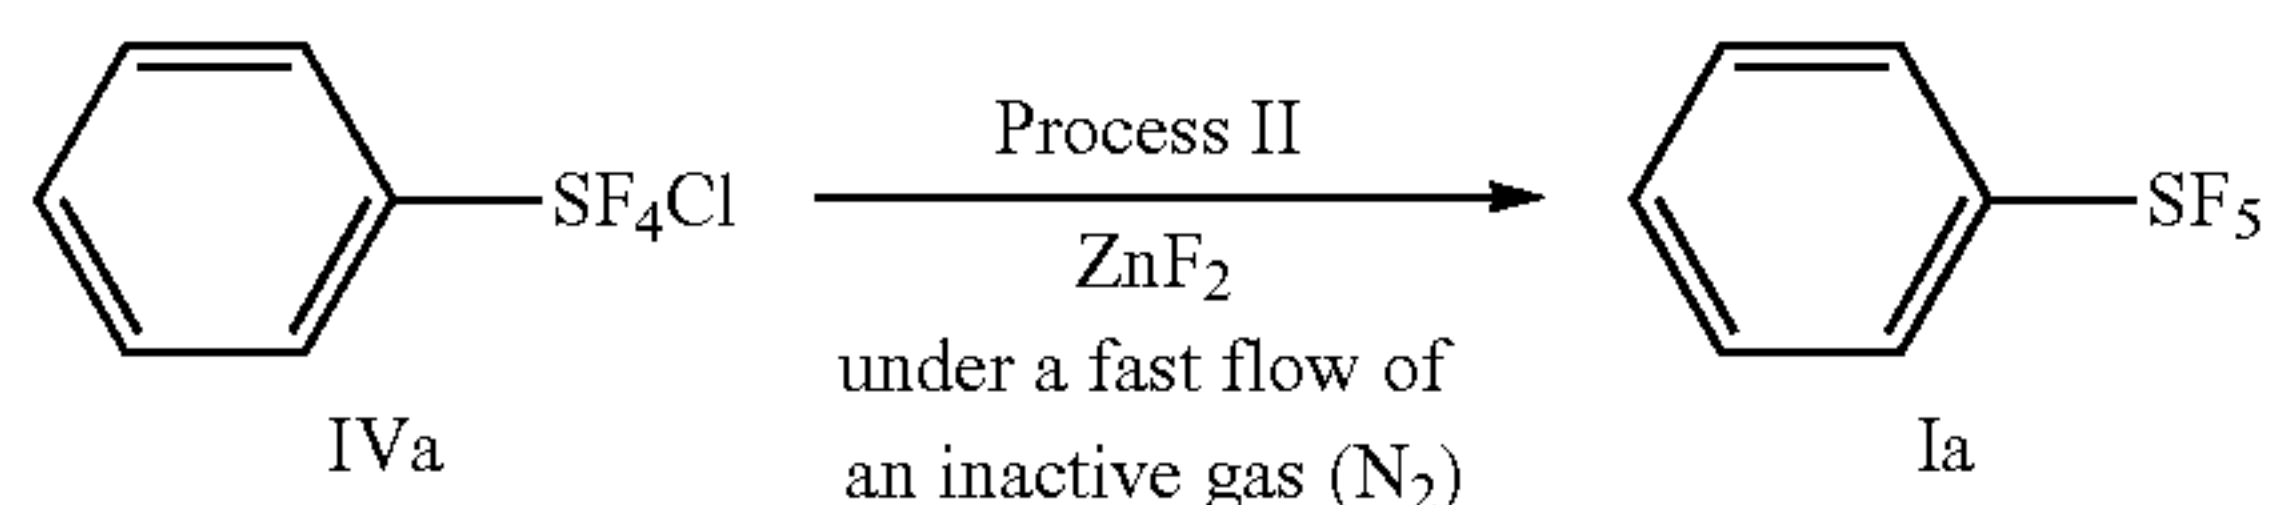 Process II
SF₄Cl
SF₅
ZnF₂
under a fast flow of
an inactive gas (N₂)
IVa
Ia